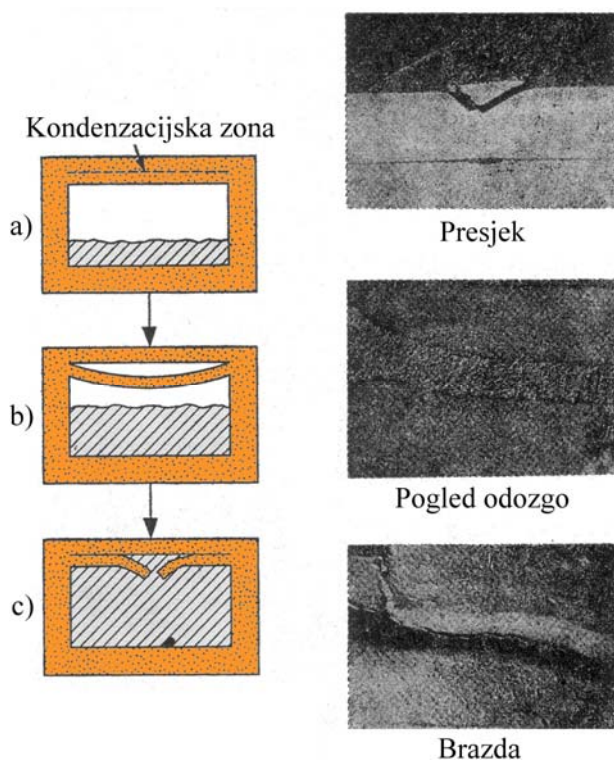 Kondenzacijska zona
a)
b)
c)
Presjek
Pogled odozgo
Brazda